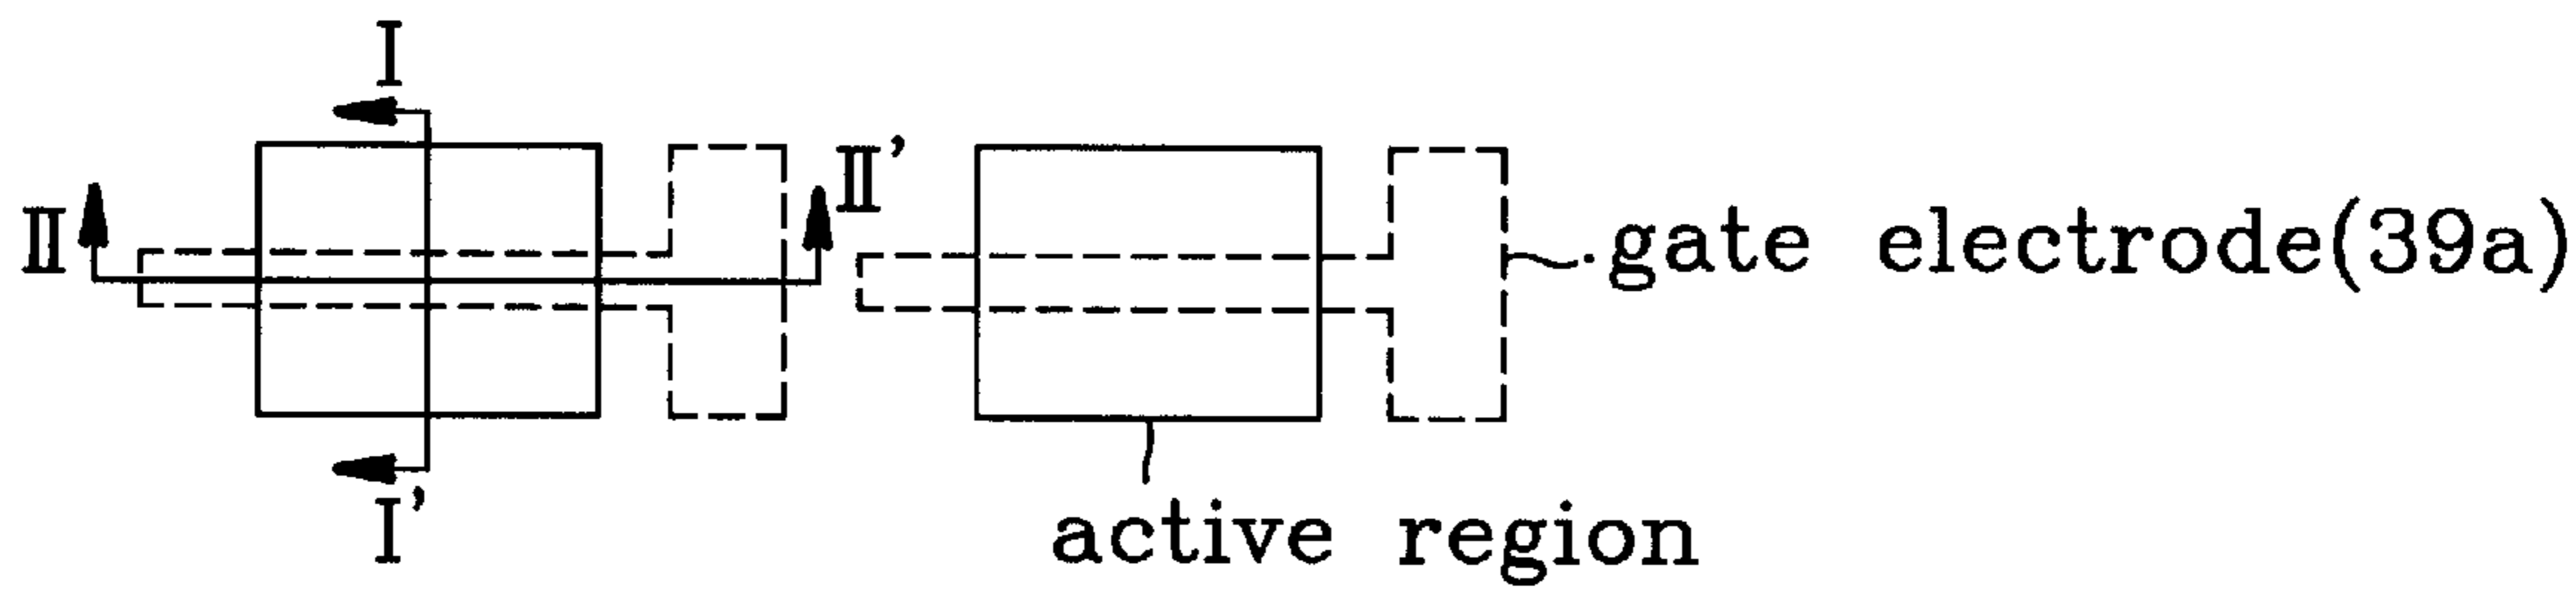 I
II
II'
gate electrode(39a)
I'
active region